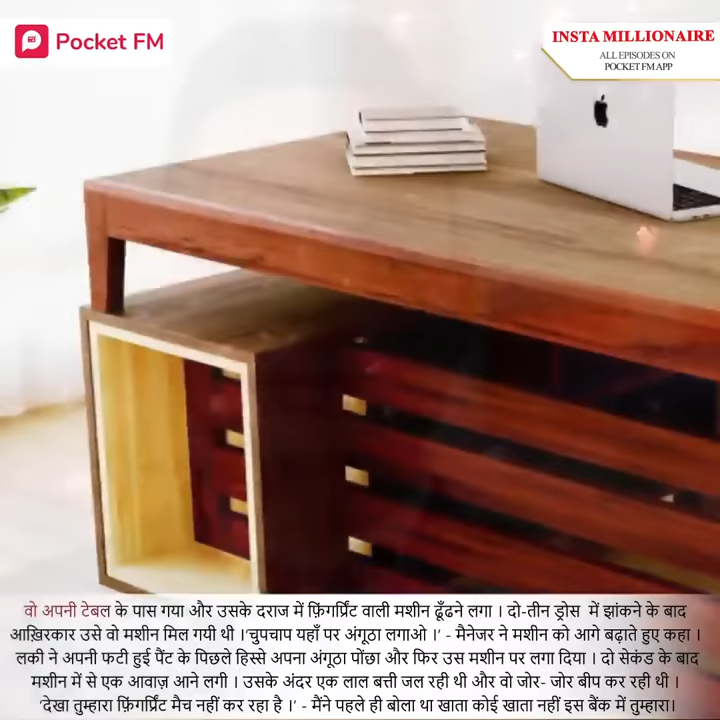 Pocket FM
INSTA MILLIONAIRE
ALL EPISODES ON
POCKET FM APP
वो अपनी टेबल के पास गया और उसके दराज में फ़िंगर्प्रिंट वाली मशीन ढूँढने लगा । दो-तीन ड्रोस में झांकने के बाद
आख़िरकार उसे वो मशीन मिल गयी थी ।'चुपचाप यहाँ पर अंगूठा लगाओ ।' - मैनेजर ने मशीन को आगे बढ़ाते हुए कहा ।
लकी ने अपनी फटी हुई पैंट के पिछले हिस्से अपना अंगूठा पोंछा और फिर उस मशीन पर लगा दिया । दो सेकंड के बाद
मशीन में से एक आवाज़ आने लगी । उसके अंदर एक लाल बत्ती जल रही थी और वो जोर- जोर बीप कर रही थी ।
'देखा तुम्हारा फ़िंगर्प्रिंट मैच नहीं कर रहा है ।' - मैंने पहले ही बोला था खाता कोई खाता नहीं इस बैंक में तुम्हारा।